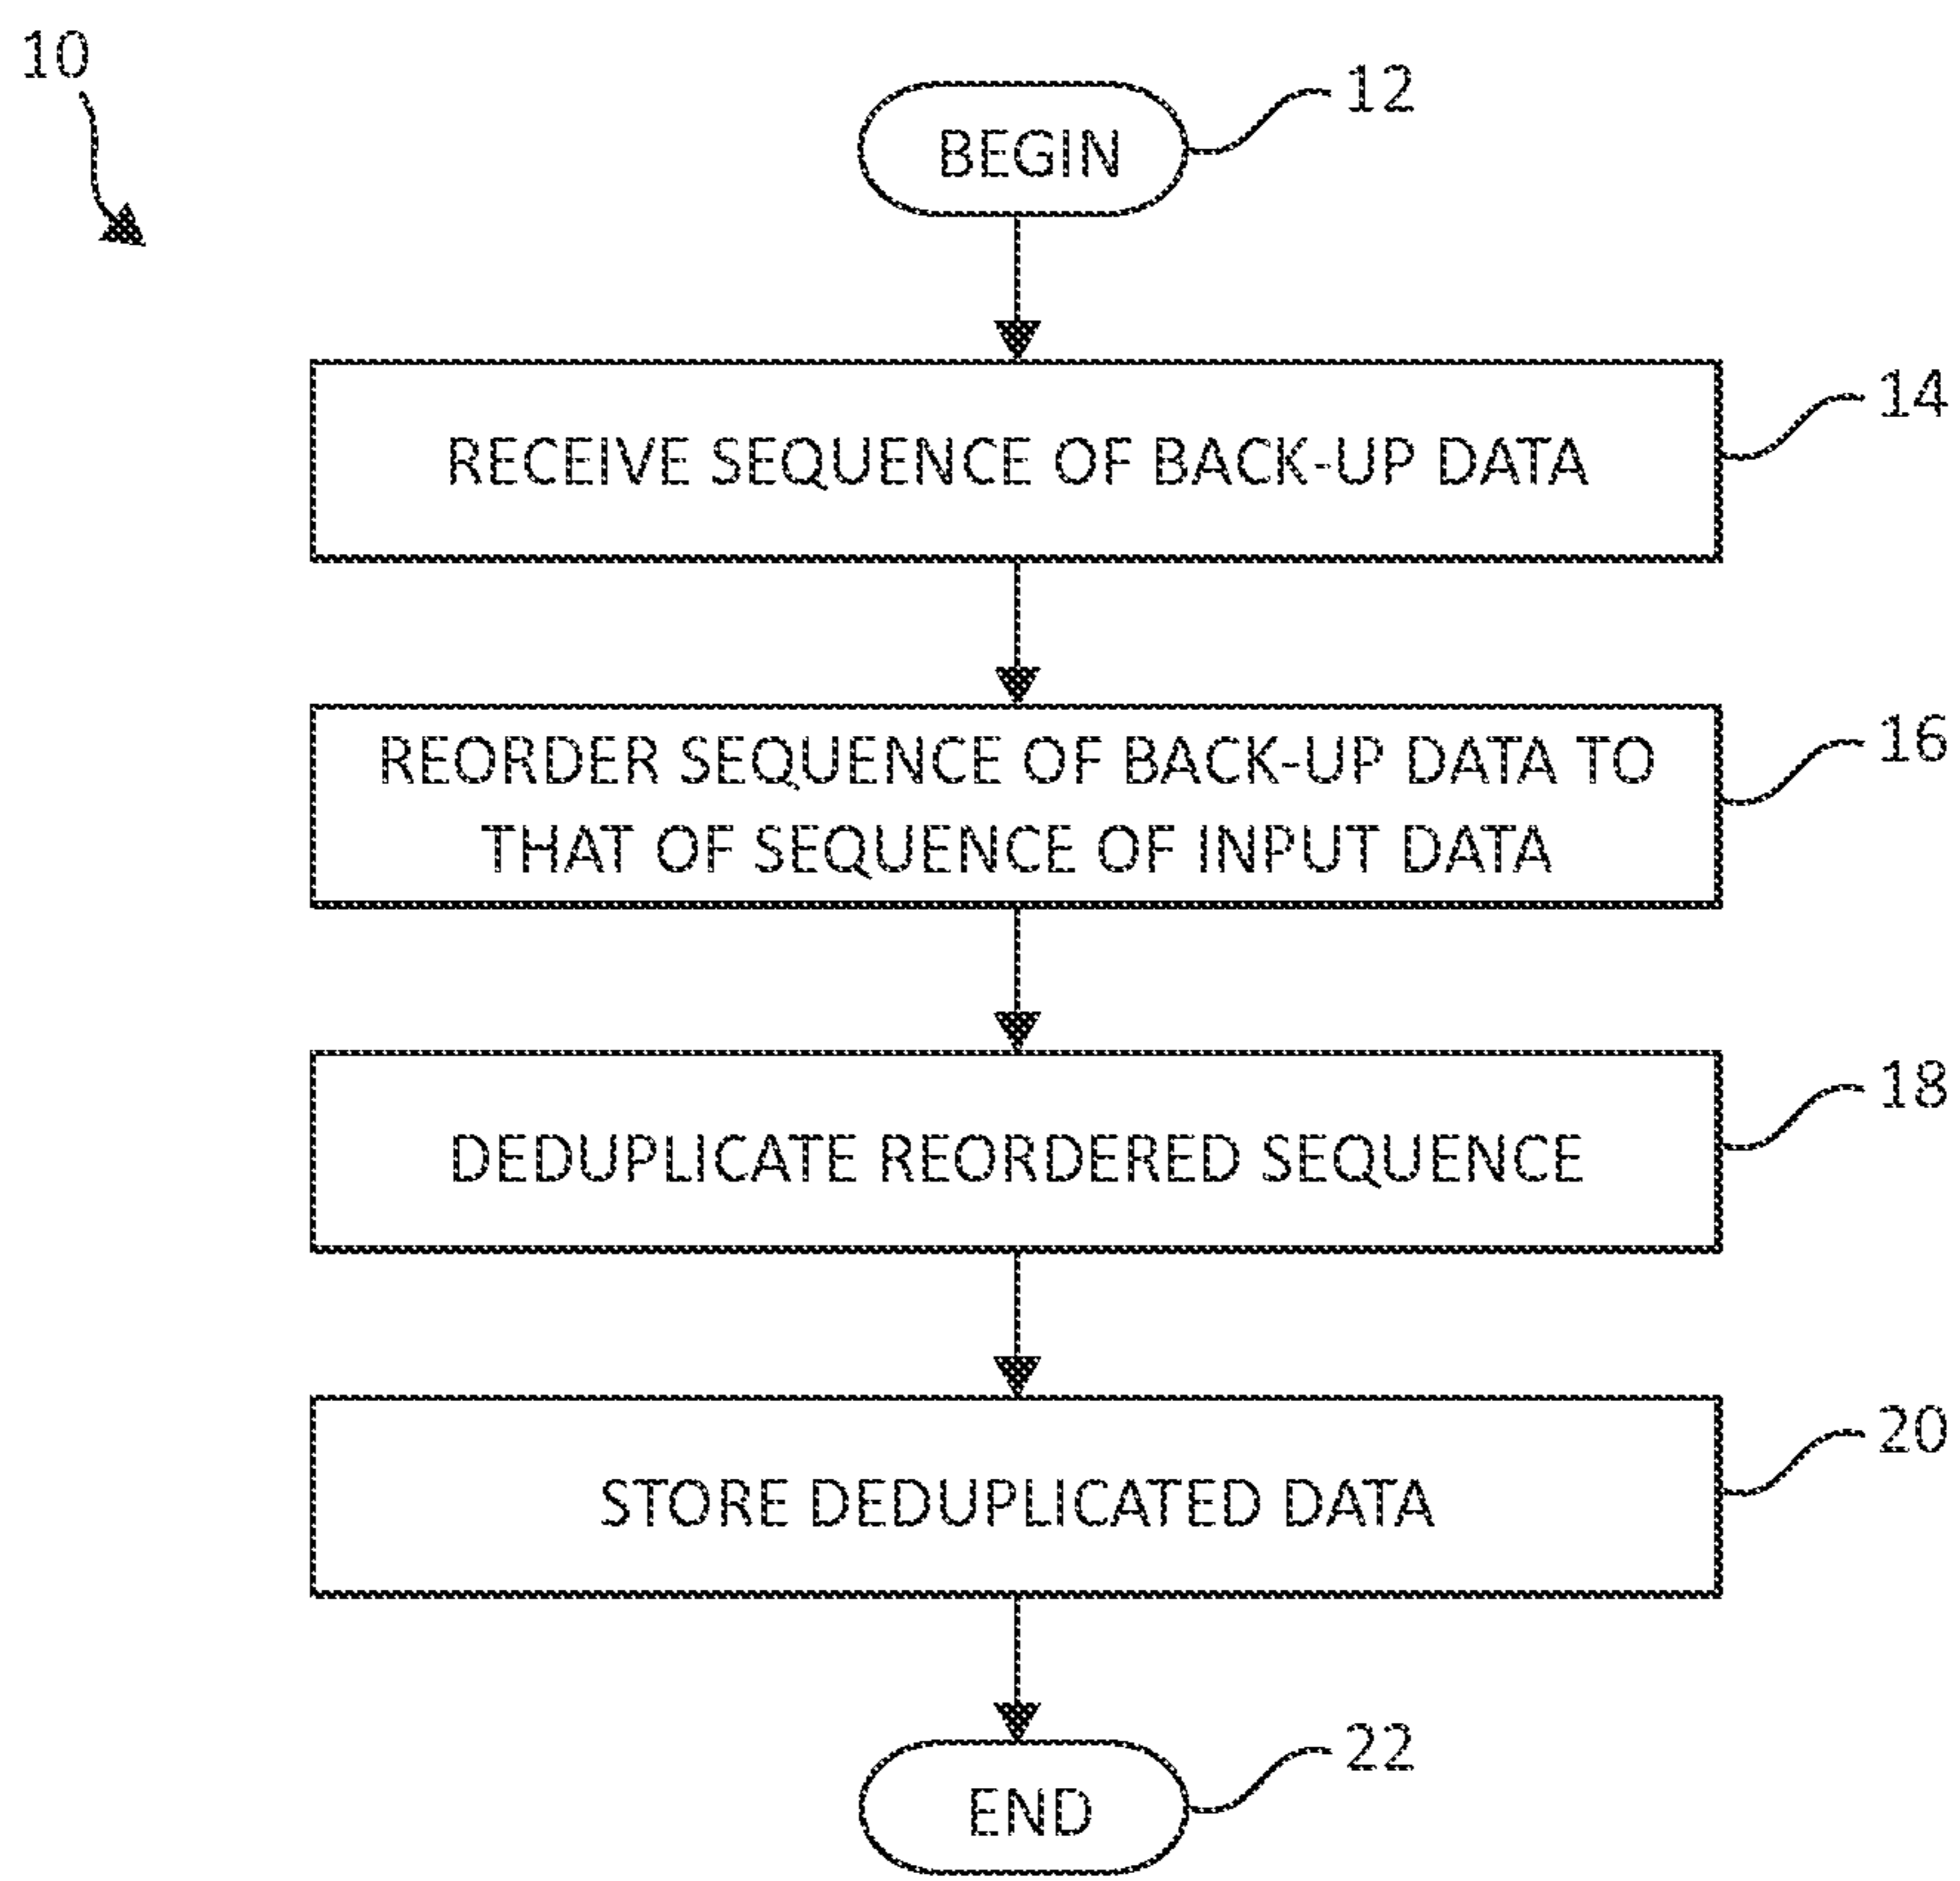 10
BEGIN
12
RECEIVE SEQUENCE OF BACK-UP DATA
14
REORDER SEQUENCE OF BACK-UP DATA TO
THAT OF SEQUENCE OF INPUT DATA
16
DEDUPLICATE REORDERED SEQUENCE
18
STORE DEDUPLICATED DATA
20
END
22